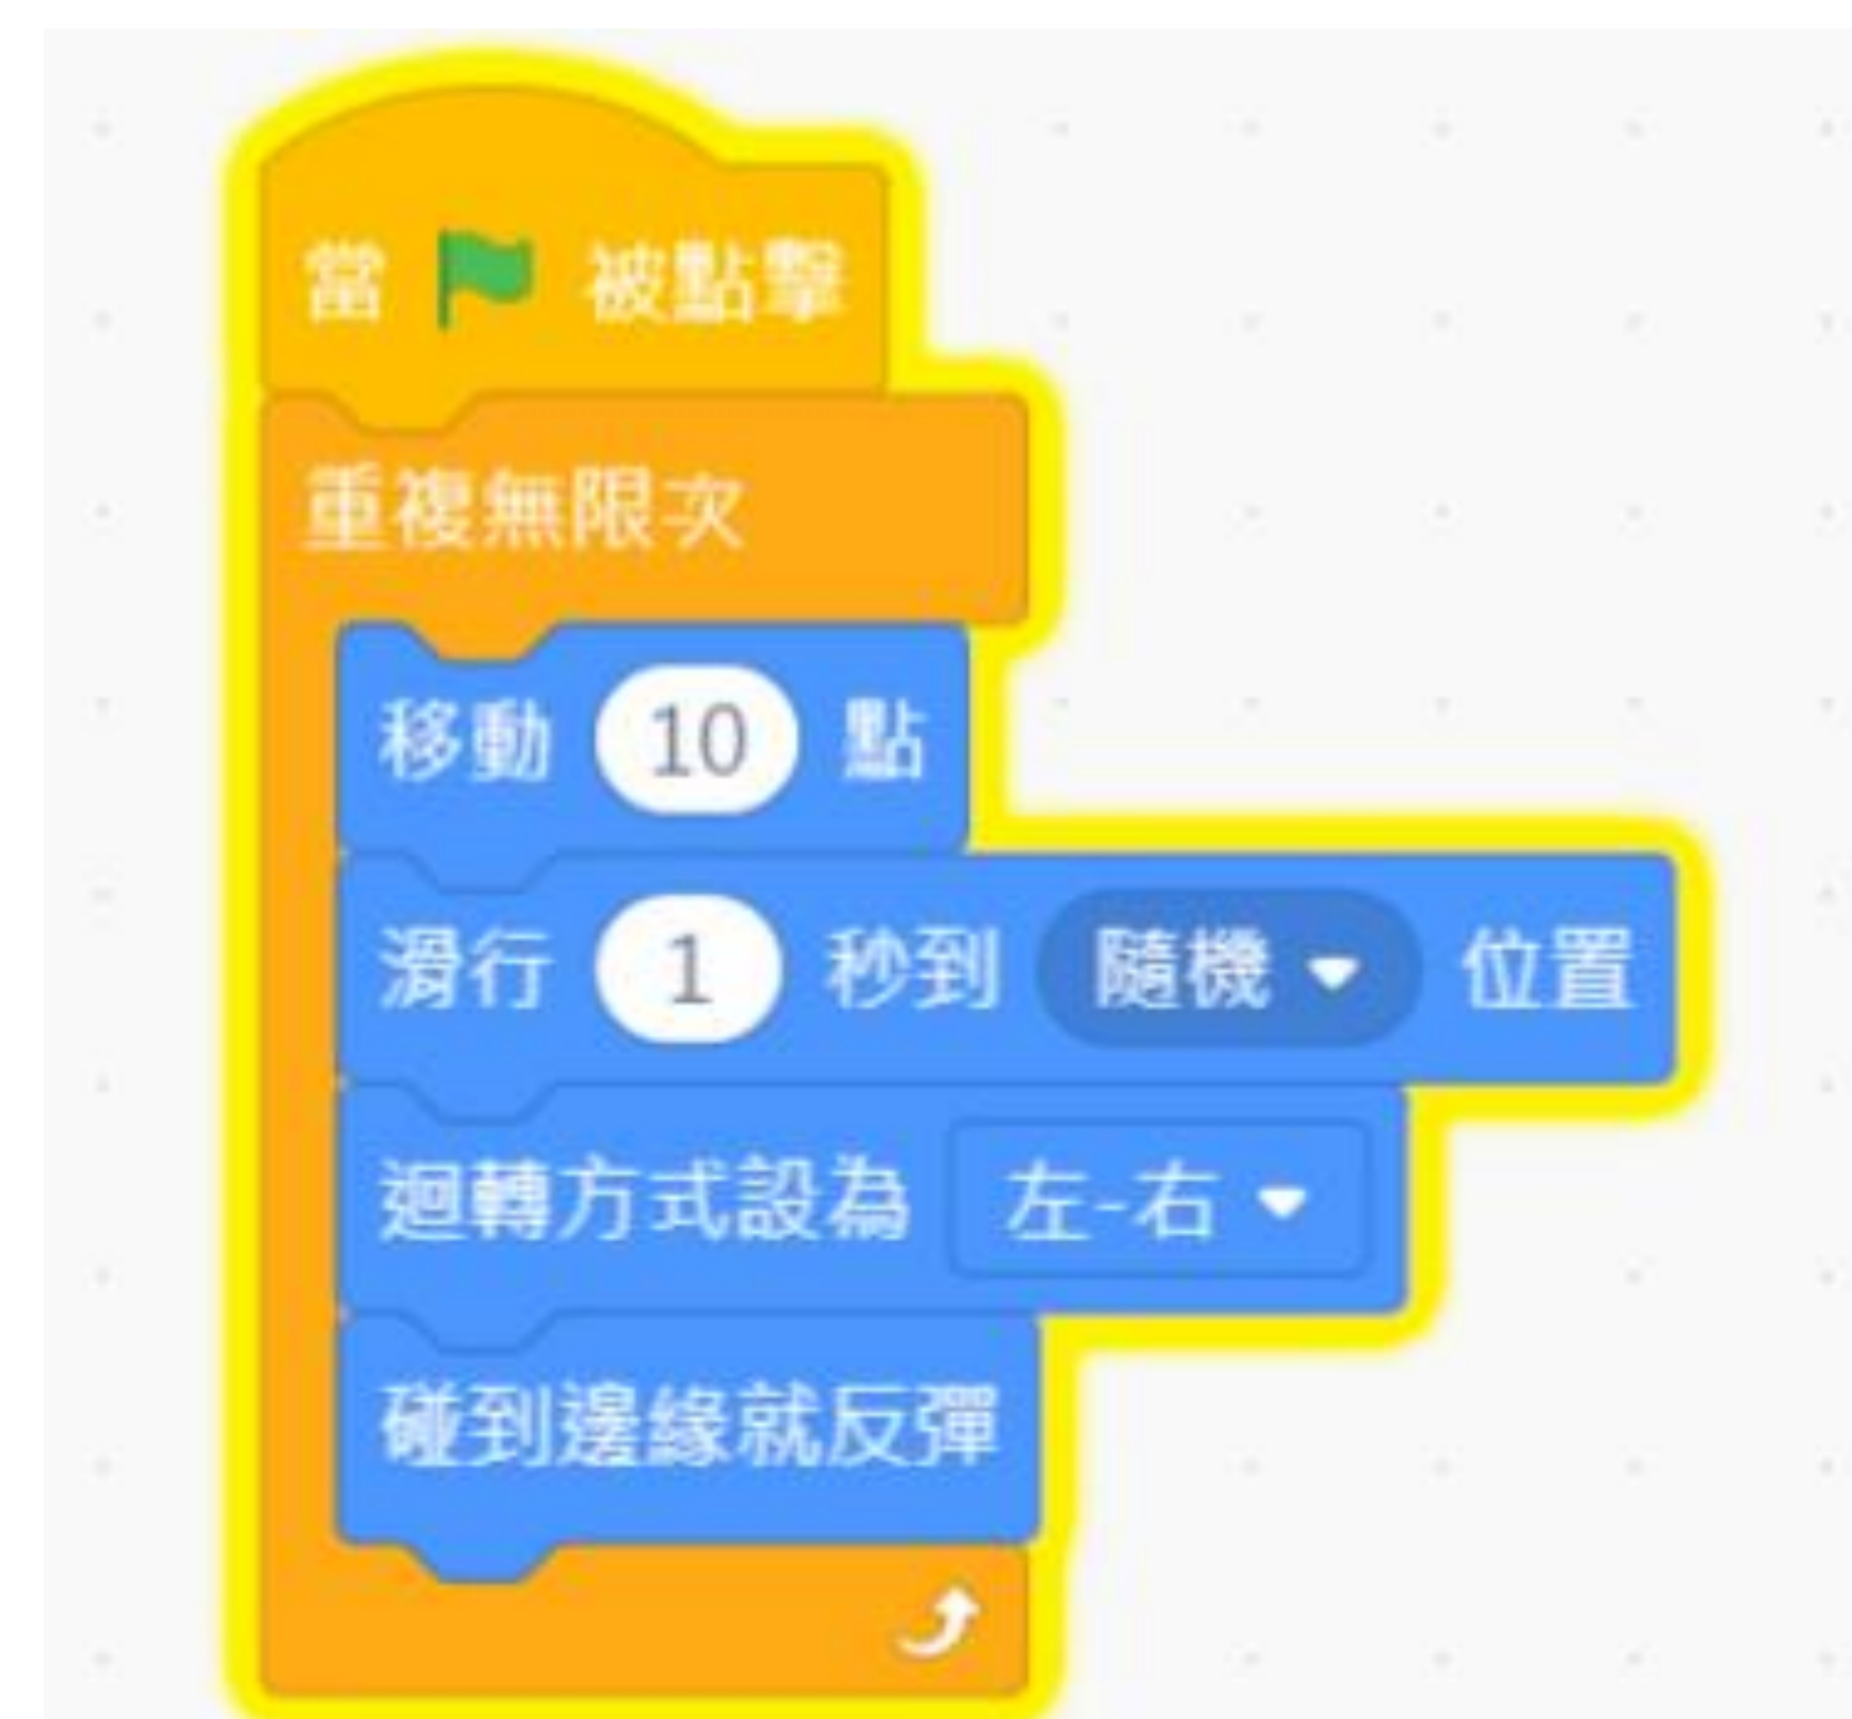 當 被點擊
重複無限次
移動 10 點
滑行 1 秒到 隨機 位置
迴轉方式設為 左-右
碰到邊緣就反彈